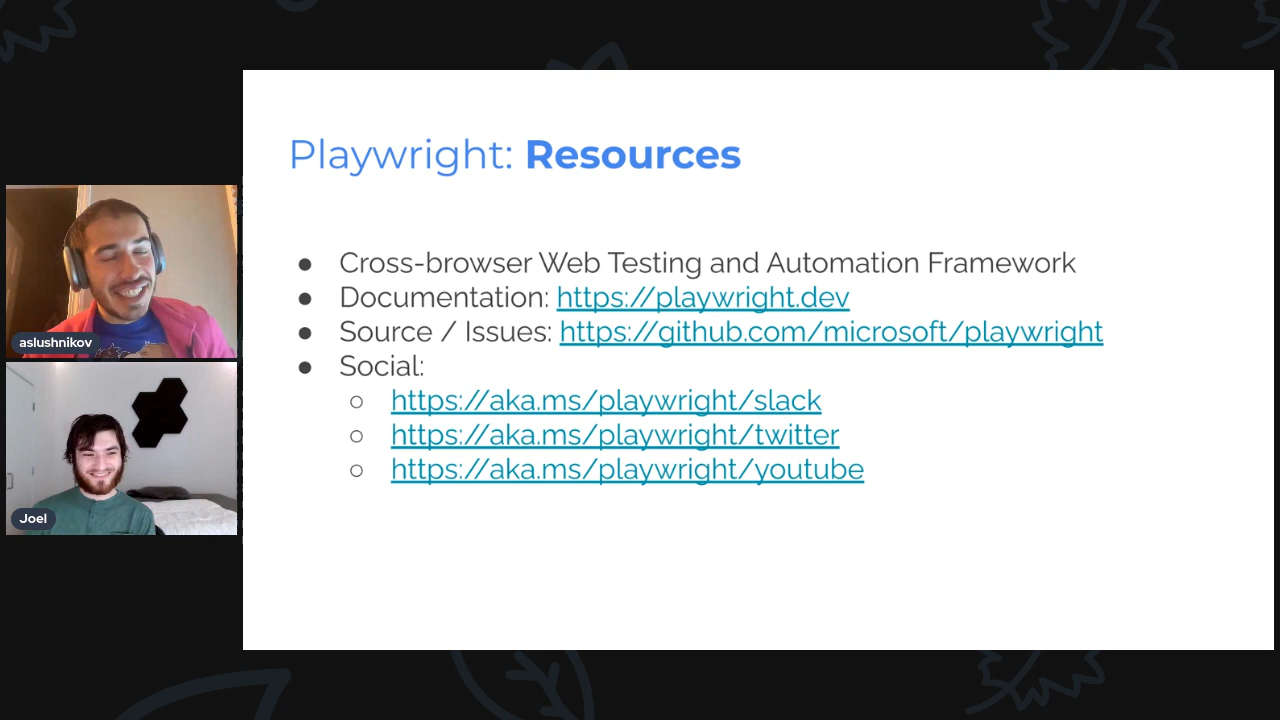 Playwright: Resources
● Cross-browser Web Testing and Automation Framework
● Documentation: https://playwright.dev
● Source / Issues: https://github.com/microsoft/playwright
● Social:
○ https://aka.ms/playwright/slack
○ https://aka.ms/playwright/twitter
○ https://aka.ms/playwright/youtube
aslushnikov
Joel